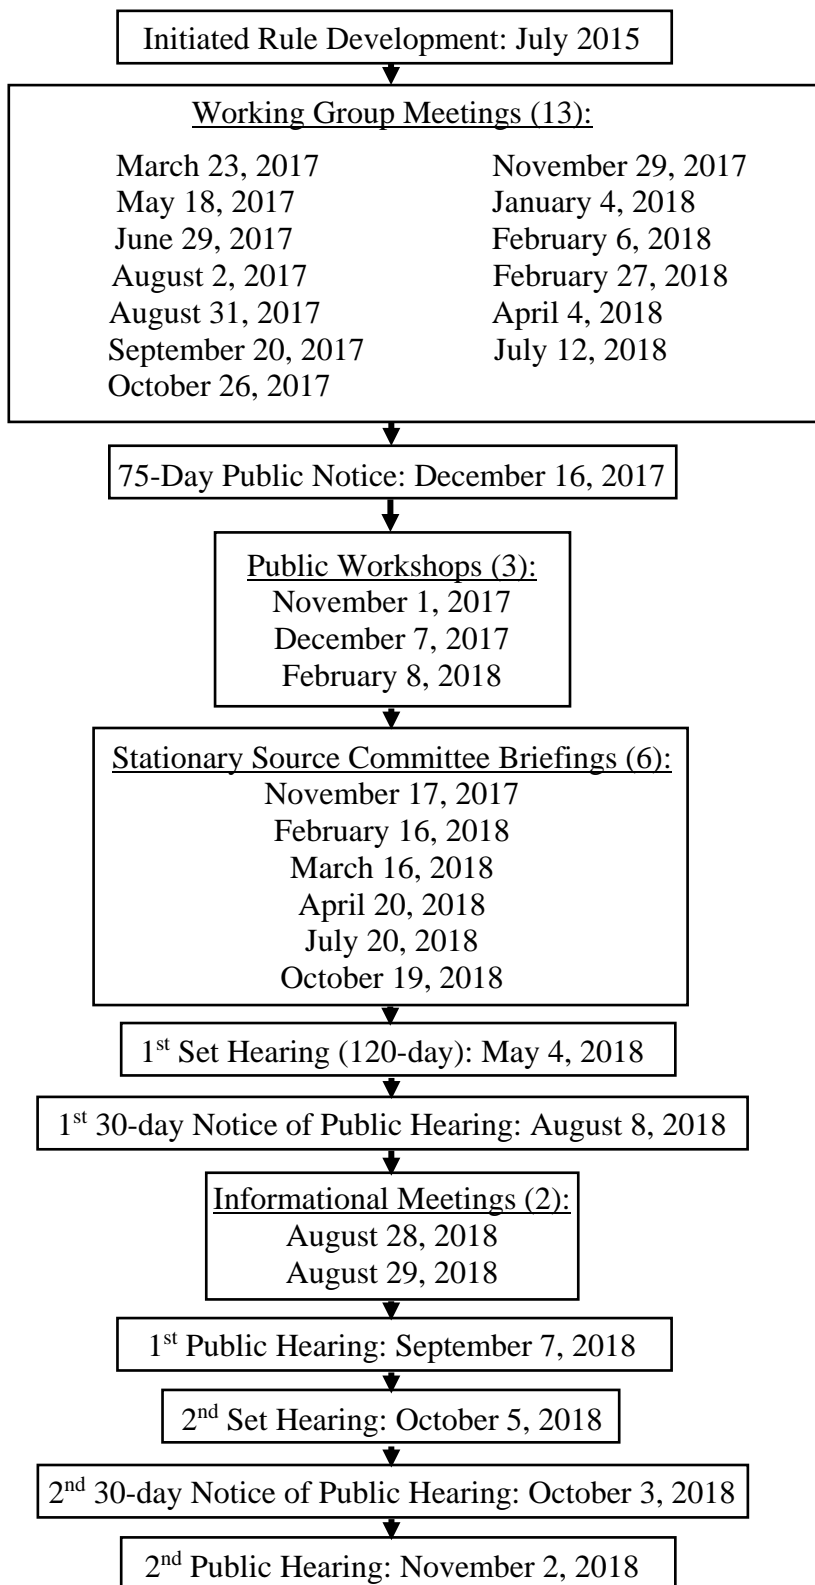 Initiated Rule Development: July 2015
Working Group Meetings (13):
March 23, 2017
May 18, 2017
June 29, 2017
August 2, 2017
August 31, 2017
September 20, 2017
October 26, 2017
November 29, 2017
January 4, 2018
February 6, 2018
February 27, 2018
April 4, 2018
July 12, 2018
75-Day Public Notice: December 16, 2017
Public Workshops (3):
November 1, 2017
December 7, 2017
February 8, 2018
Stationary Source Committee Briefings (6):
November 17, 2017
February 16, 2018
March 16, 2018
April 20, 2018
July 20, 2018
October 19, 2018
1st Set Hearing (120-day): May 4, 2018
1st 30-day Notice of Public Hearing: August 8, 2018
Informational Meetings (2):
August 28, 2018
August 29, 2018
1st Public Hearing: September 7, 2018
2nd Set Hearing: October 5, 2018
2nd 30-day Notice of Public Hearing: October 3, 2018
2nd Public Hearing: November 2, 2018